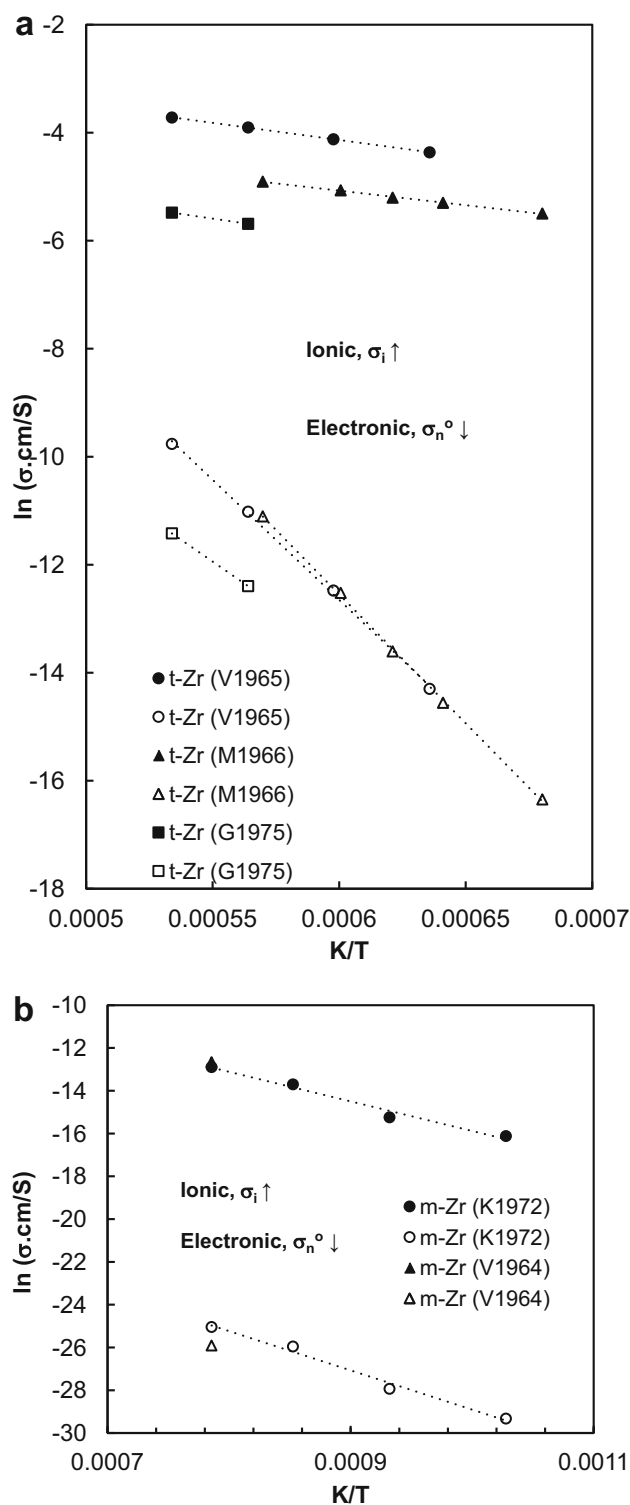 a
-2
-4
-6
-8
-10
-12
-14
-16
-18
ln (σ.cm/S)
Ionic, σi ↑
Electronic, σnº ↓
t-Zr (V1965)
t-Zr (V1965)
t-Zr (M1966)
t-Zr (M1966)
t-Zr (G1975)
t-Zr (G1975)
0.0005 0.00055 0.0006 0.00065 0.0007
K/T
b
-10
-12
-14
-16
-18
-20
-22
-24
-26
-28
-30
ln (σ.cm/S)
Ionic, σi ↑
Electronic, σnº ↓
m-Zr (K1972)
m-Zr (K1972)
m-Zr (V1964)
m-Zr (V1964)
0.0007 0.0009 0.0011
K/T